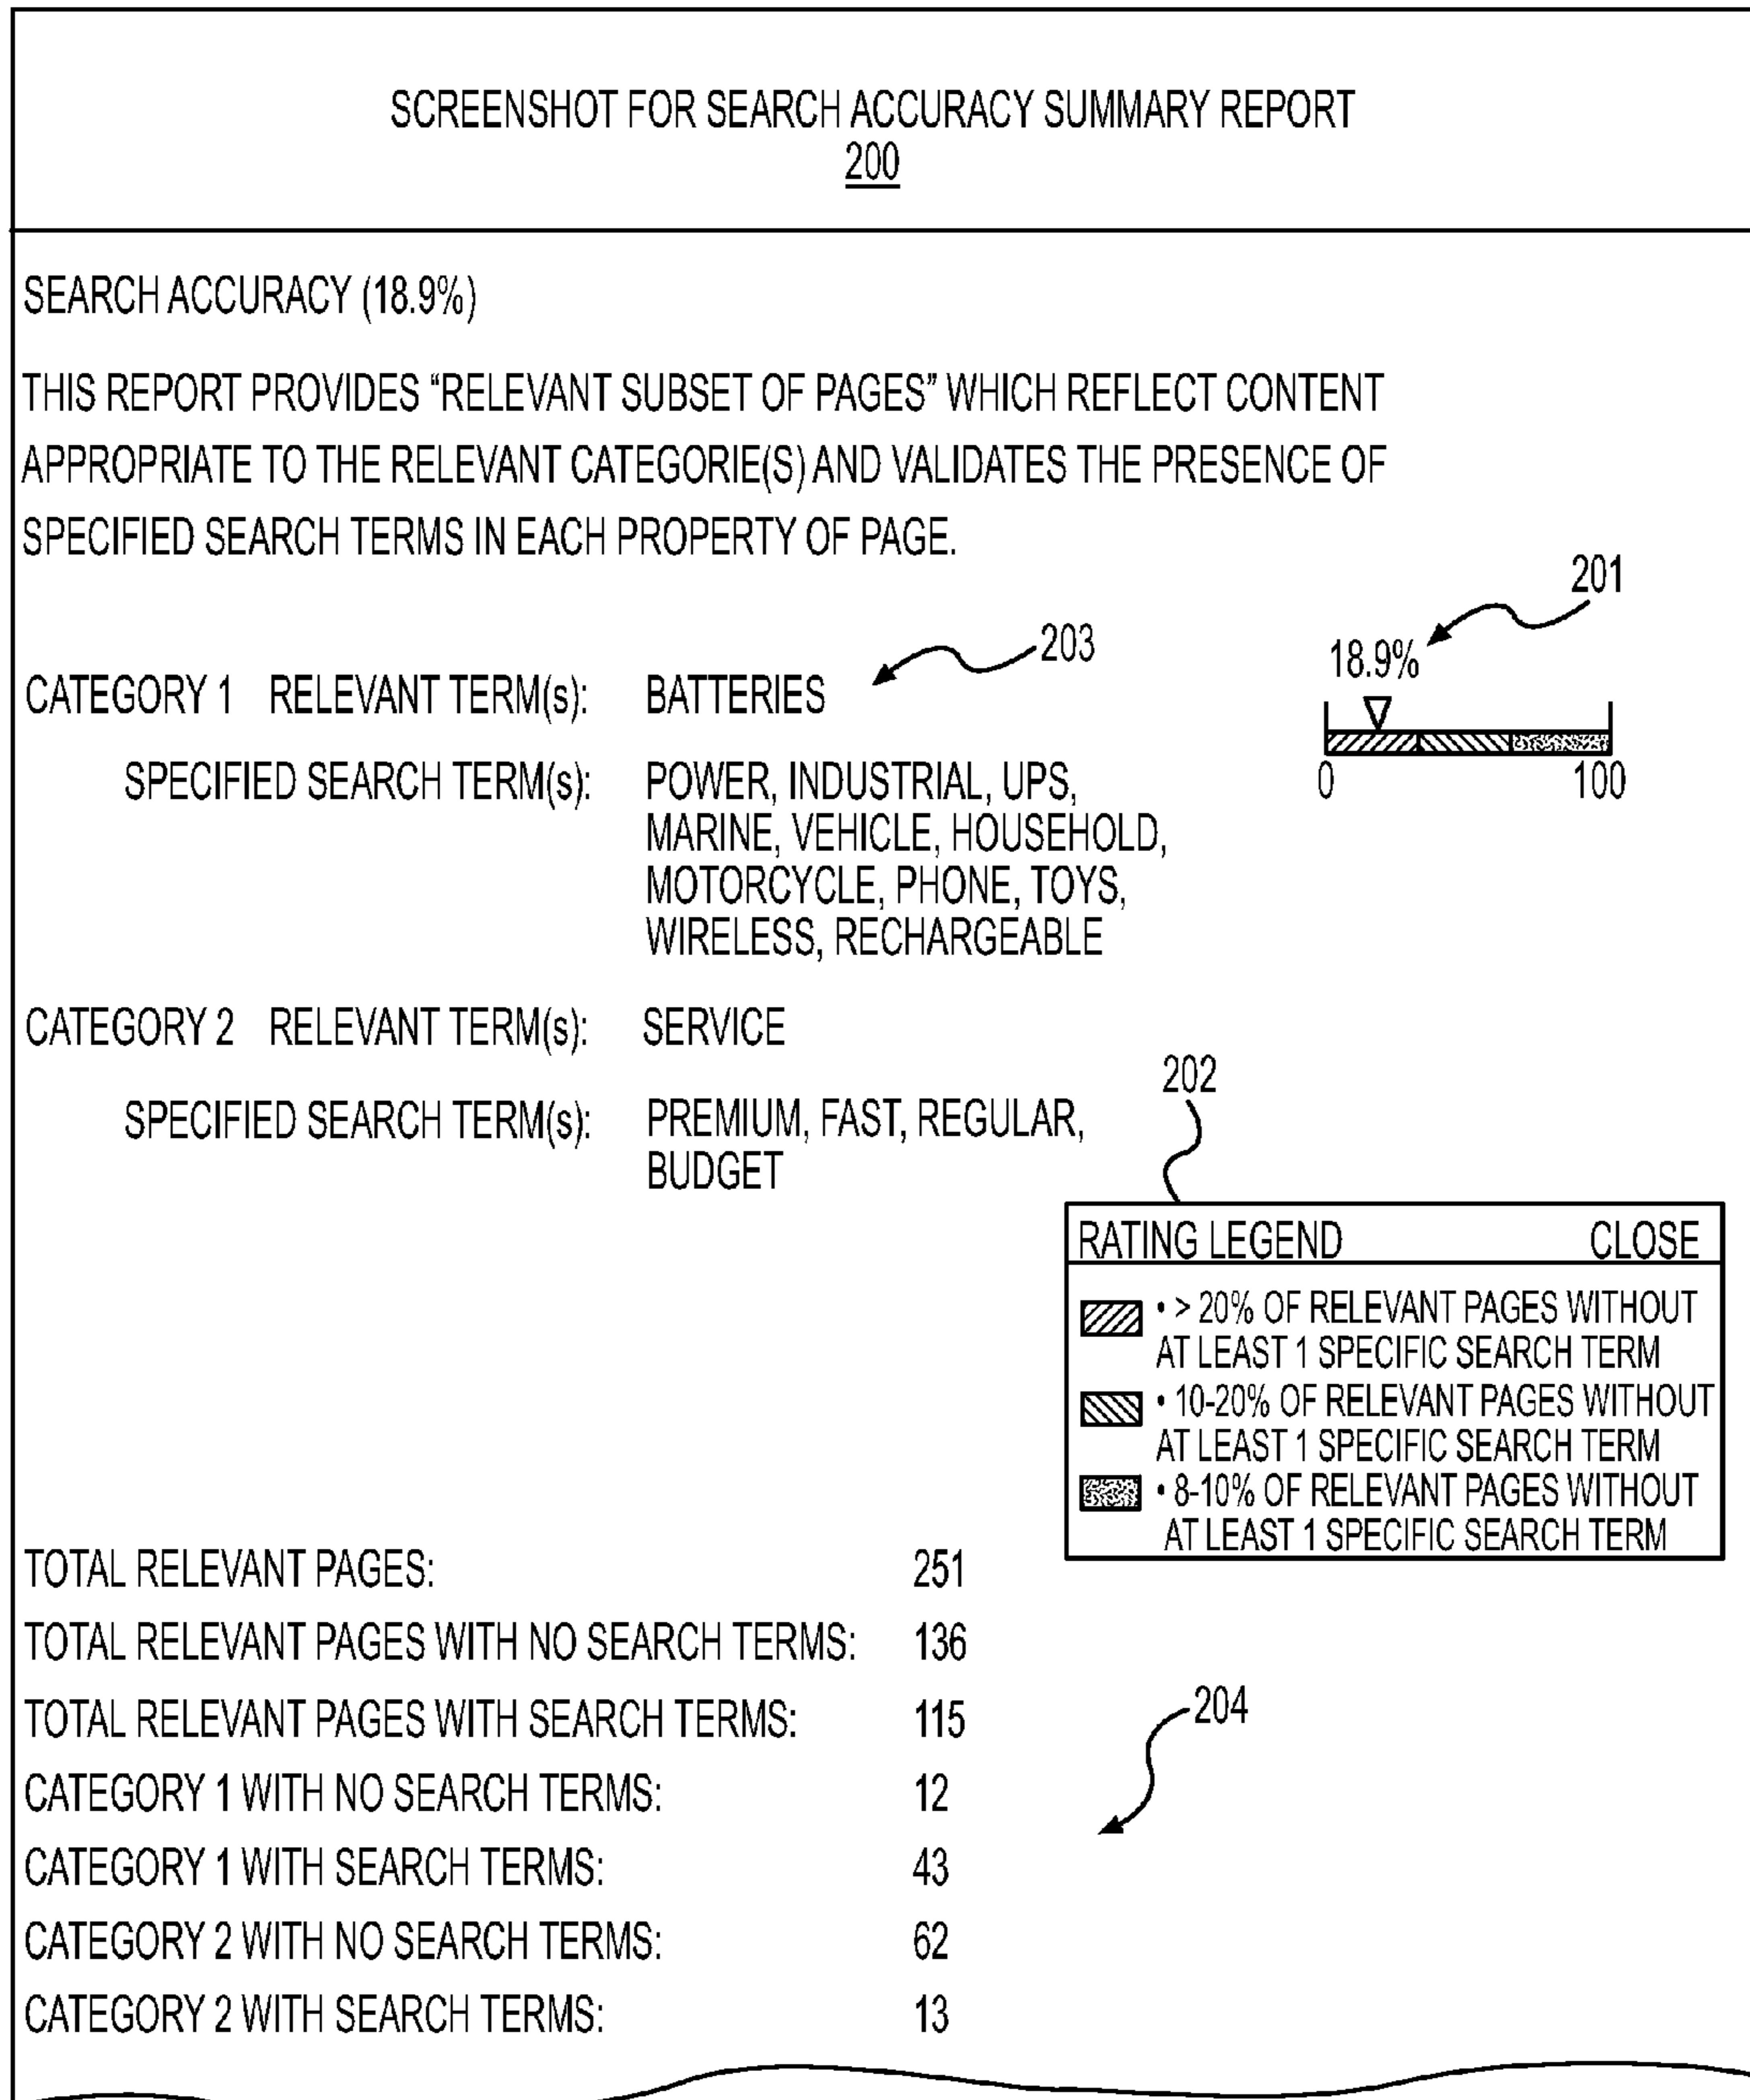 SCREENSHOT FOR SEARCH ACCURACY SUMMARY REPORT
200
SEARCH ACCURACY (18.9%)
THIS REPORT PROVIDES “RELEVANT SUBSET OF PAGES” WHICH REFLECT CONTENT
APPROPRIATE TO THE RELEVANT CATEGORIE(S) AND VALIDATES THE PRESENCE OF
SPECIFIED SEARCH TERMS IN EACH PROPERTY OF PAGE.
201
203
18.9%
CATEGORY 1 RELEVANT TERM(s): BATTERIES
0 100
SPECIFIED SEARCH TERM(s): POWER, INDUSTRIAL, UPS,
MARINE, VEHICLE, HOUSEHOLD,
MOTORCYCLE, PHONE, TOYS,
WIRELESS, RECHARGEABLE
CATEGORY 2 RELEVANT TERM(s): SERVICE
SPECIFIED SEARCH TERM(s): PREMIUM, FAST, REGULAR,
BUDGET
202
RATING LEGEND CLOSE
• > 20% OF RELEVANT PAGES WITHOUT
AT LEAST 1 SPECIFIC SEARCH TERM
• 10-20% OF RELEVANT PAGES WITHOUT
AT LEAST 1 SPECIFIC SEARCH TERM
• 8-10% OF RELEVANT PAGES WITHOUT
AT LEAST 1 SPECIFIC SEARCH TERM
TOTAL RELEVANT PAGES: 251
TOTAL RELEVANT PAGES WITH NO SEARCH TERMS: 136
TOTAL RELEVANT PAGES WITH SEARCH TERMS: 115
204
CATEGORY 1 WITH NO SEARCH TERMS: 12
CATEGORY 1 WITH SEARCH TERMS: 43
CATEGORY 2 WITH NO SEARCH TERMS: 62
CATEGORY 2 WITH SEARCH TERMS: 13